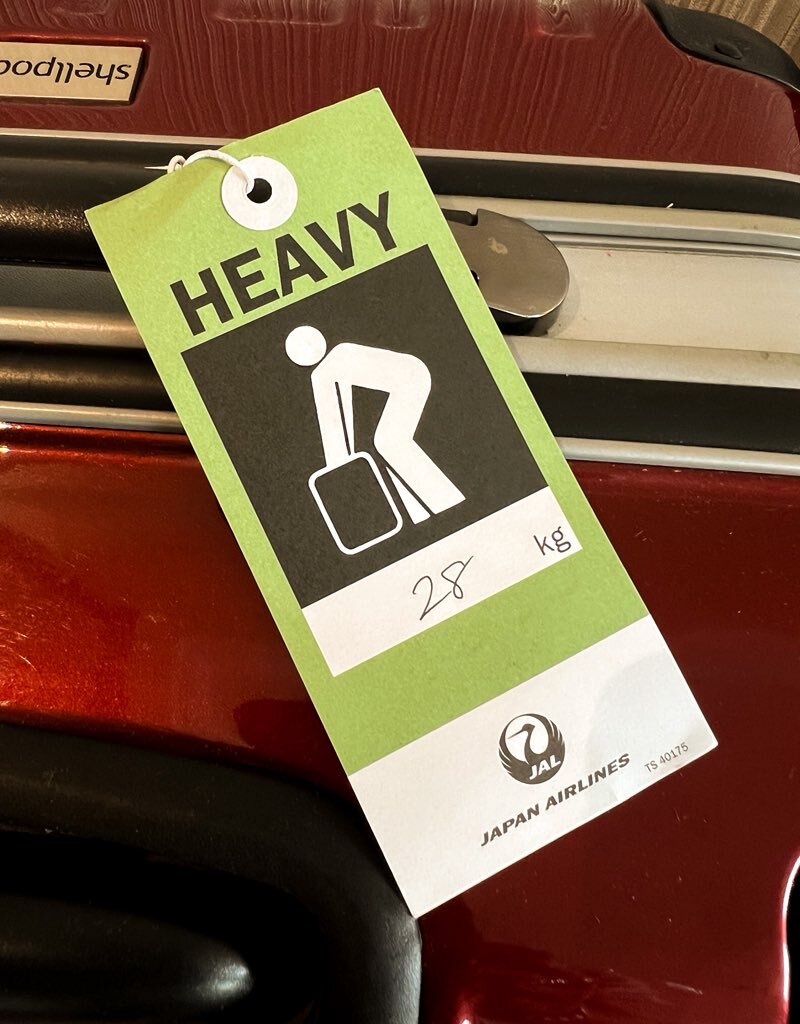 shellpod
HEAVY
28 kg
JAL
JAPAN AIRLINES
TS 40175